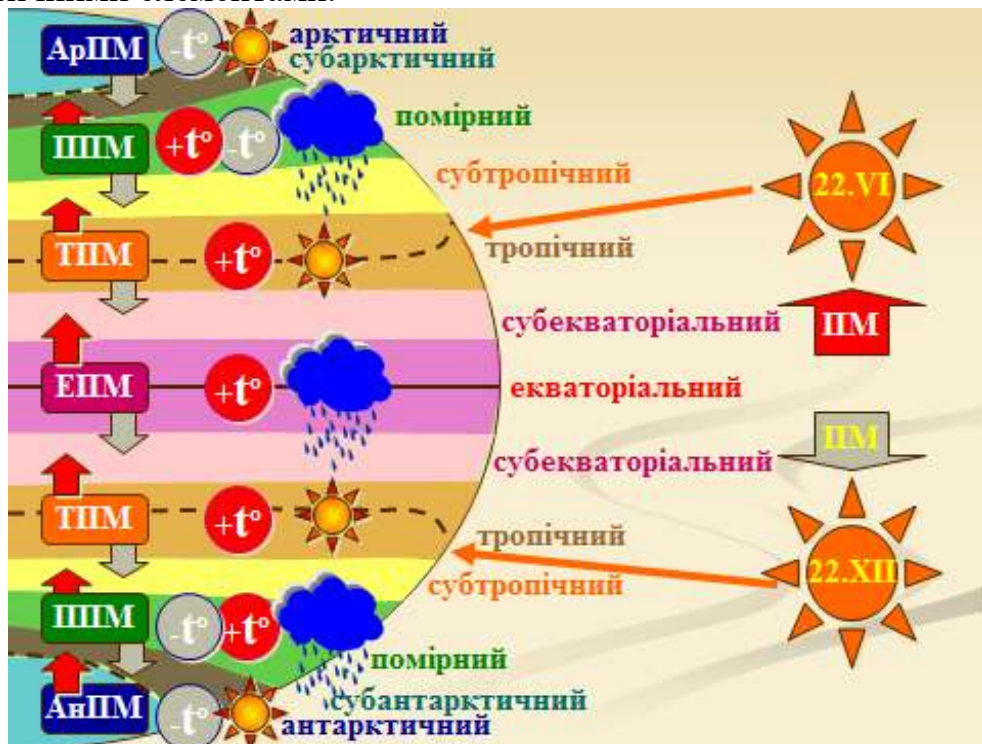 АрПМ
-t°
арктичний
субарктичний
ППМ
+t°
-t°
помірний
субтропічний
22.VI
ТПМ
+t°
тропічний
субекваторіальний
ПМ
ЕПМ
+t°
екваторіальний
ПМ
субекваторіальний
ТПМ
+t°
тропічний
субтропічний
22.XII
ППМ
-t°
+t°
помірний
субантарктичний
АнПМ
-t°
антарктичний